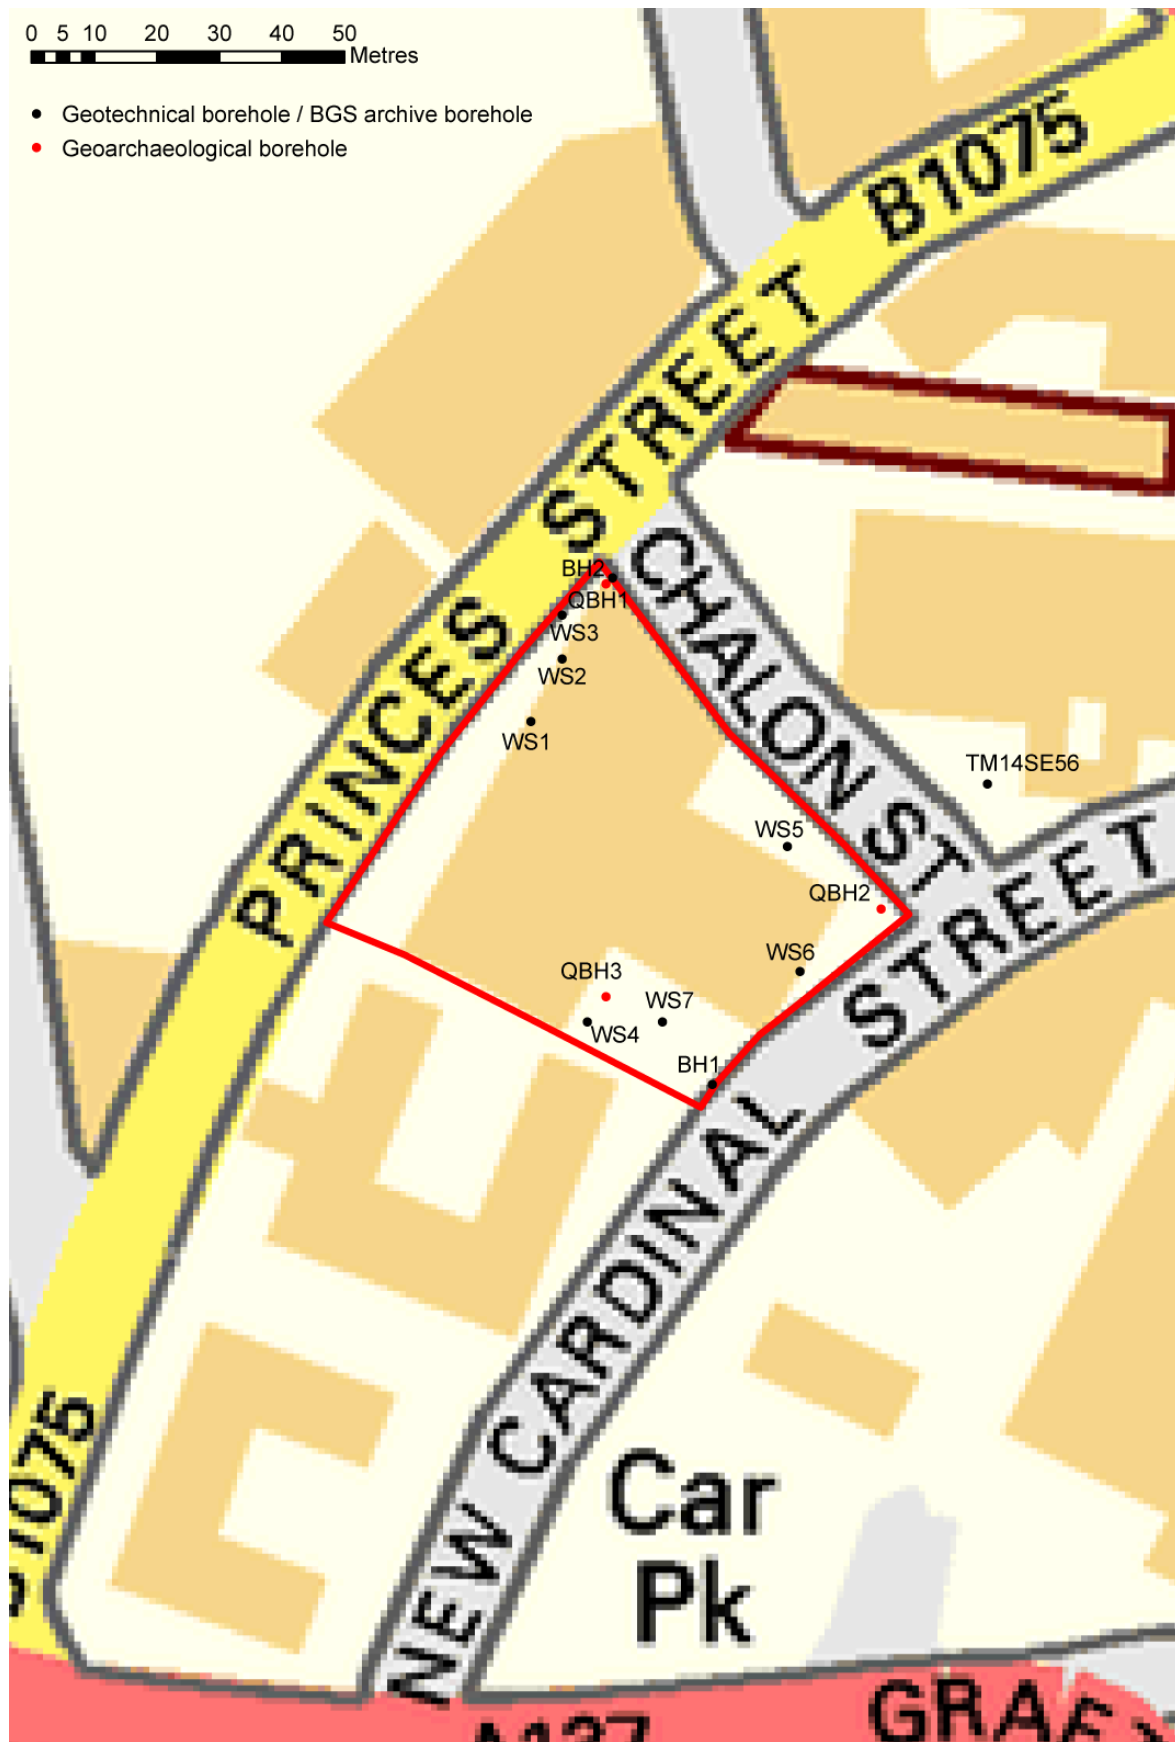 0 5 10 20 30 40 50
Metres
Geotechnical borehole / BGS archive borehole
Geoarchaeological borehole
B1075
PRINCES STREET
CHALON ST
BH2
QBH1
WS3
WS2
WS1
TM14SE56
WS5
QBH2
WS6
QBH3
WS7
WS4
BH1
NEW CARDINAL STREET
1075
Car
Pk
A137